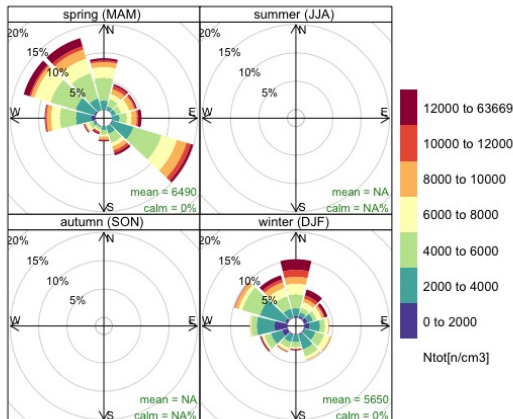 spring (MAM)
20%
15%
10%
5%
N
W
E
S
mean = 6490
calm = 0%
summer (JJA)
20%
15%
10%
5%
N
W
E
S
mean = NA
calm = NA%
autumn (SON)
20%
15%
10%
5%
N
W
E
S
mean = NA
calm = NA%
winter (DJF)
20%
15%
10%
5%
N
W
E
S
mean = 5650
calm = 0%
12000 to 63669
10000 to 12000
8000 to 10000
6000 to 8000
4000 to 6000
2000 to 4000
0 to 2000
Ntot[n/cm3]